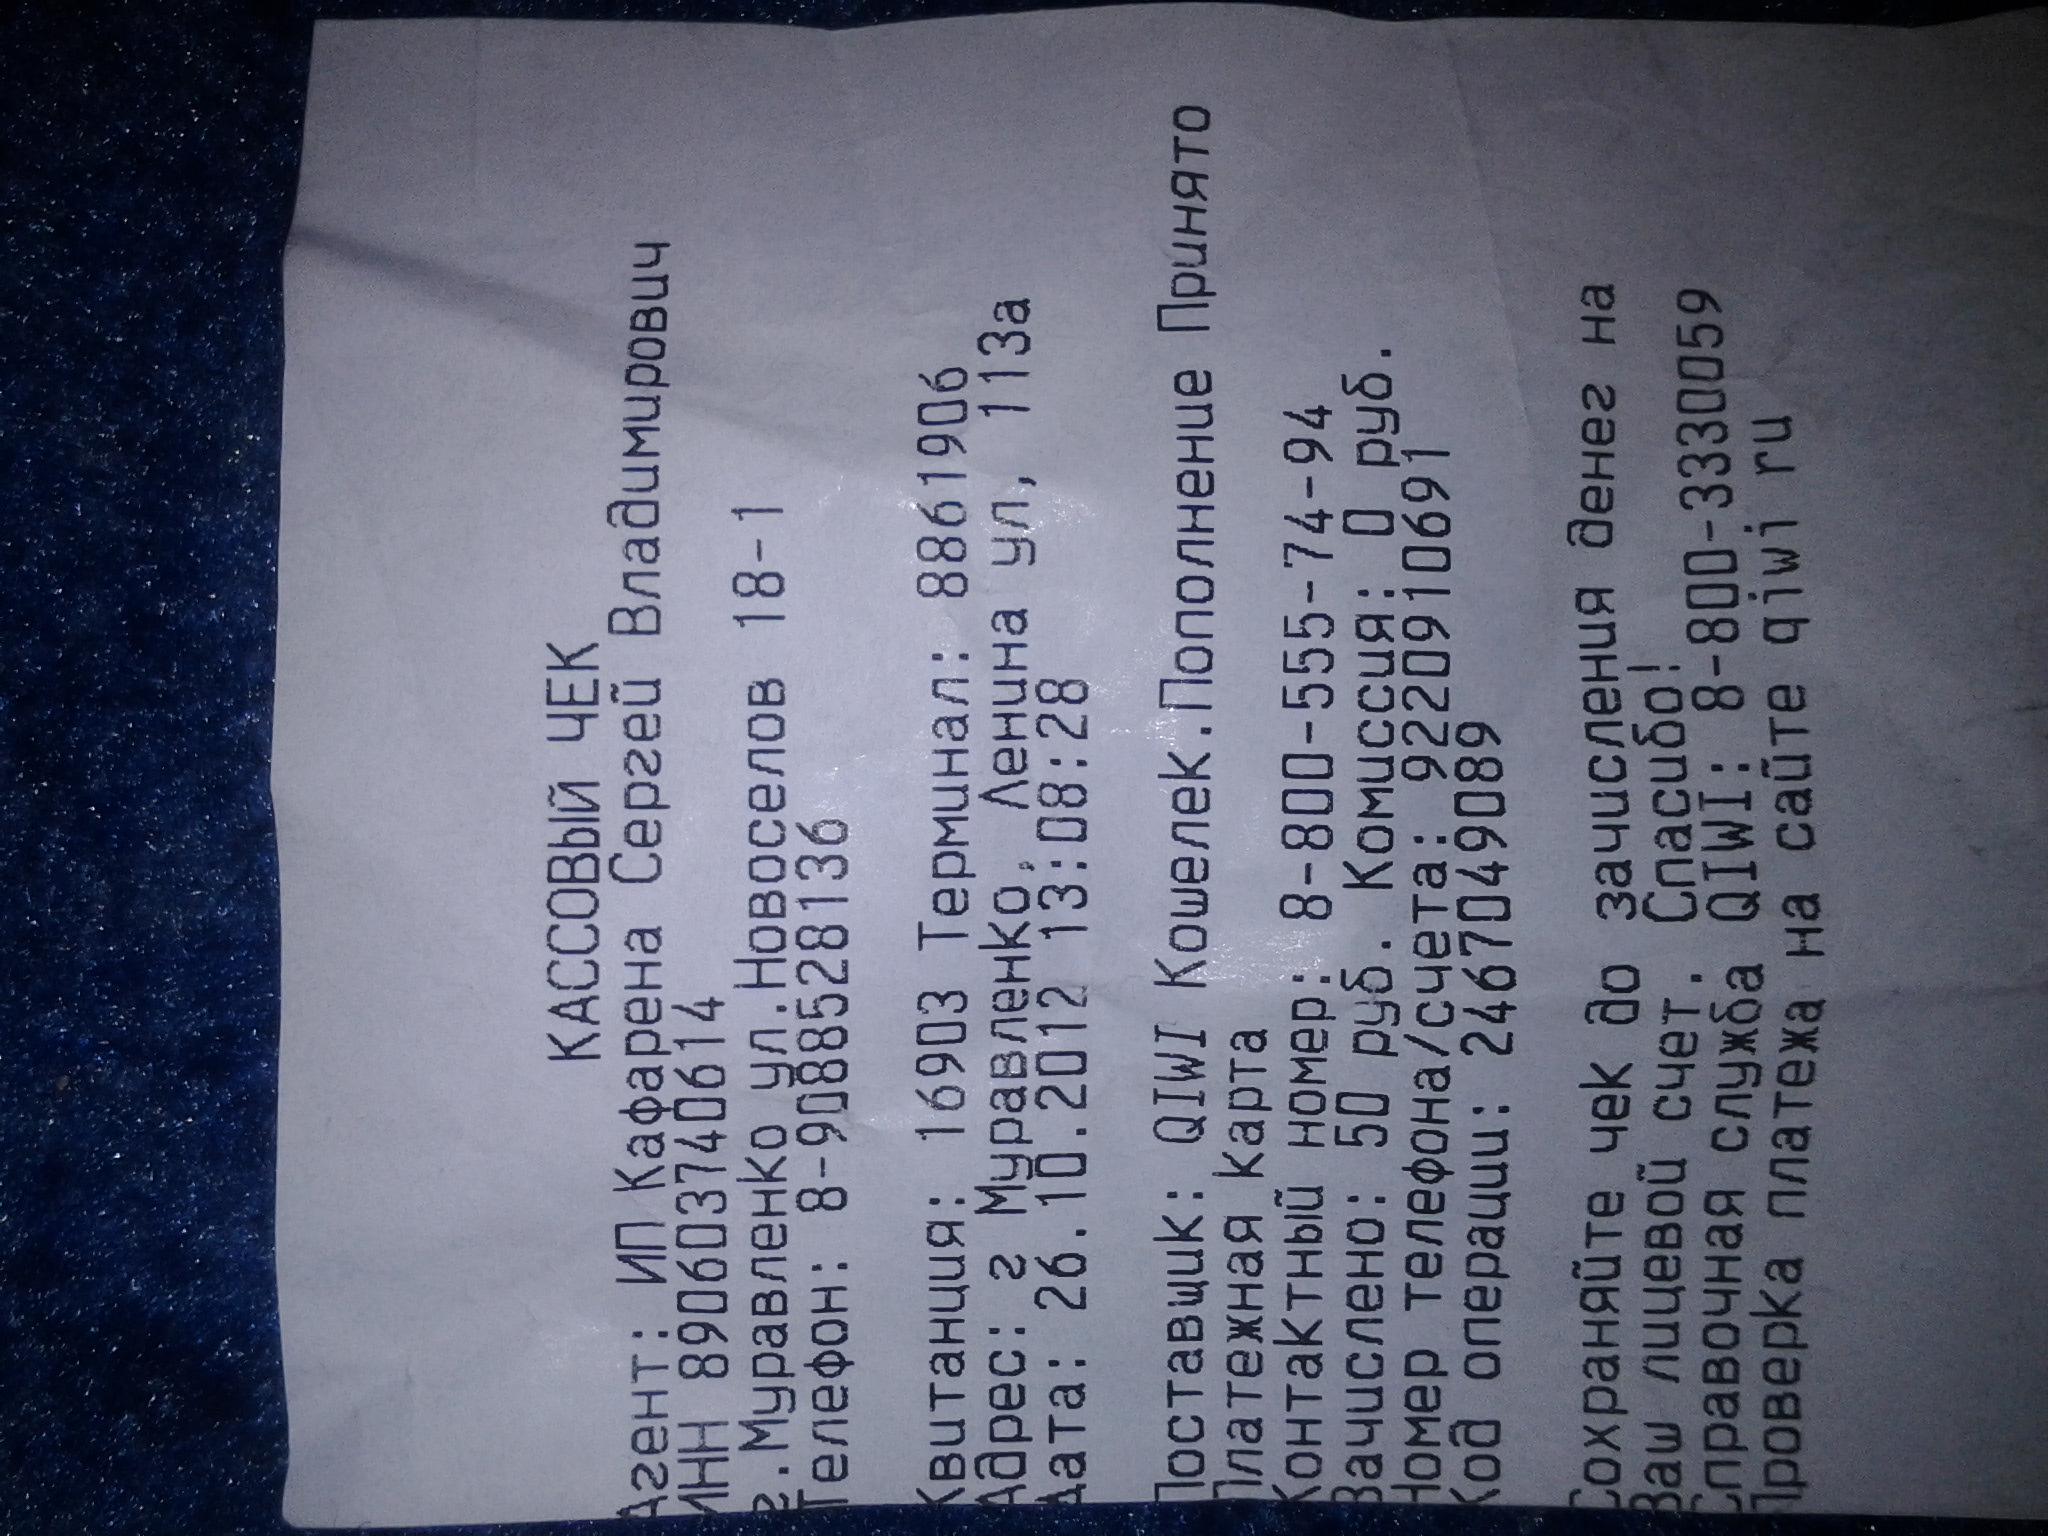 КАССОВЫЙ ЧЕК
Агент: ИП Кафарена Сергей Владимирович
ИНН 890603740614
г.Муравленко ул.Новоселов 18-1
Телефон: 8-9088528136
Квитанция: 16903 Терминал: 8861906
Адрес: г Муравленко, Ленина ул, 113а
Дата: 26.10.2012 13:08:28
Поставщик: QIWI Кошелек.Пополнение Принято
Платежная карта
Контактный номер: 8-800-555-74-94
Зачислено: 50 руб. Комиссия: 0 руб.
Номер телефона/счета: 9220910691
Код операции: 24670490089
Сохраняйте чек до зачисления денег на
Ваш лицевой счет. Спасибо!
Справочная служба QIWI: 8-800-3330059
Проверка платежа на сайте qiwi ru